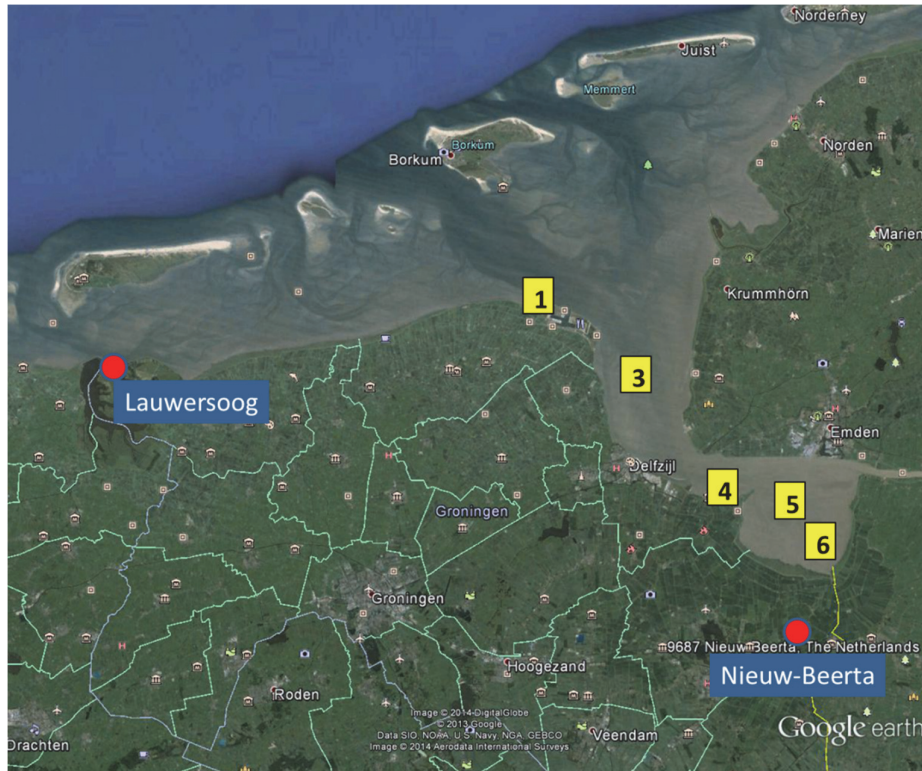 Norderney
Juist
Memmert
Borkum
Borkum
Norden
Marien
1
Krummhörn
3
Lauwersoog
Emden
Delfzijl
4
5
Groningen
6
Groningen
9687 Nieuw-Beerta, The Netherlands
Hoogezand
Nieuw-Beerta
Roden
Image © 2014 DigitalGlobe
© 2013 Google
Data SIO, NOAA, U.S. Navy, NGA, GEBCO
Image © 2014 Aerodata International Surveys
Veendam
Google earth
Drachten